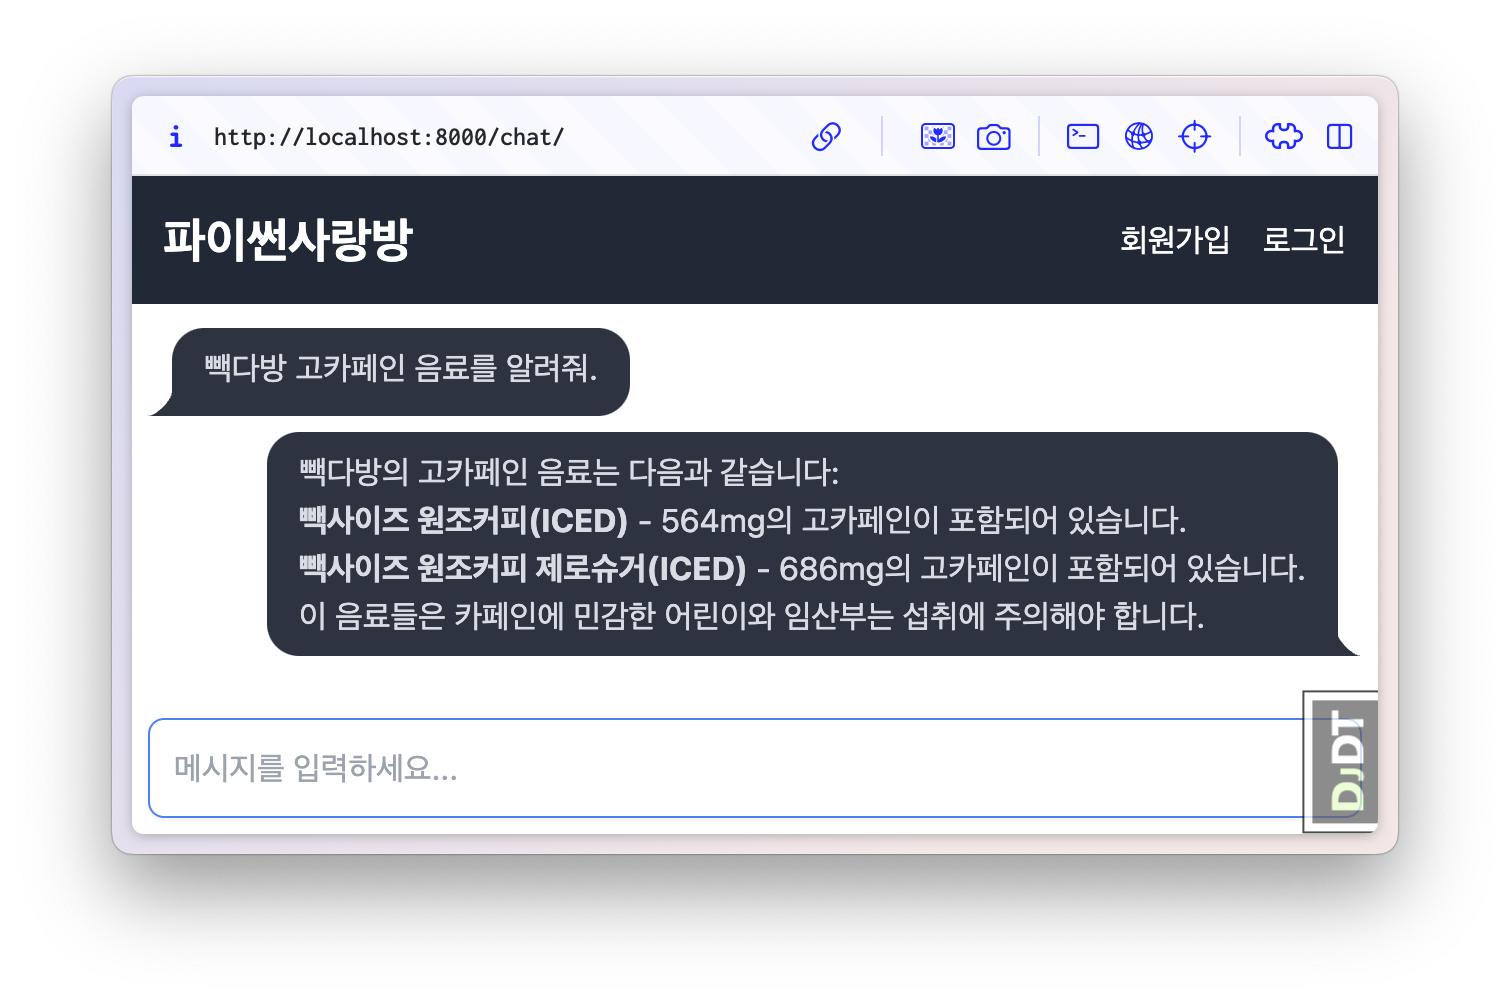 http://localhost:8000/chat/
파이썬사랑방
회원가입 로그인
빽다방 고카페인 음료를 알려줘.
빽다방의 고카페인 음료는 다음과 같습니다:
빽사이즈 원조커피(ICED) - 564mg의 고카페인이 포함되어 있습니다.
빽사이즈 원조커피 제로슈거(ICED) - 686mg의 고카페인이 포함되어 있습니다.
이 음료들은 카페인에 민감한 어린이와 임산부는 섭취에 주의해야 합니다.
메시지를 입력하세요...
DJDT